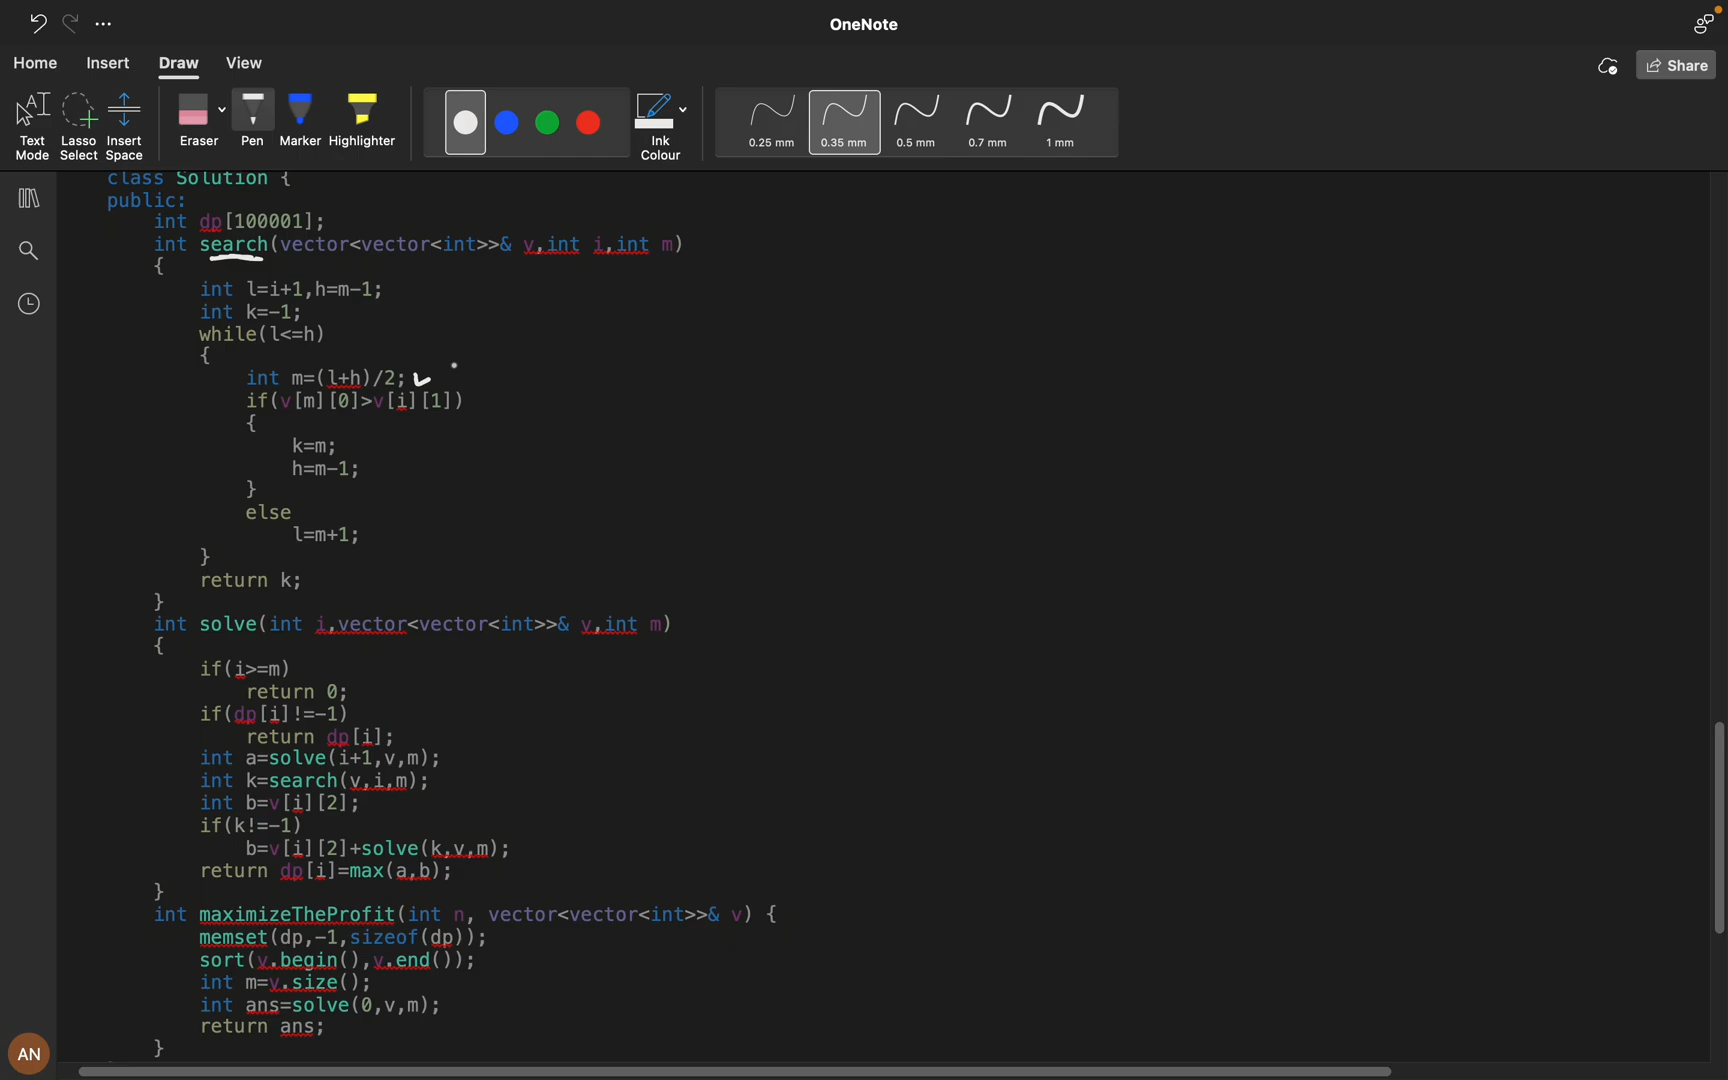 OneNote
Home Insert Draw View
Share
Text Mode
Lasso Select
Insert Space
Eraser
Pen
Marker
Highlighter
Ink Colour
0.25 mm
0.35 mm
0.5 mm
0.7 mm
1 mm
class Solution {
public:
int dp[100001];
int search(vector<vector<int>>& v,int i,int m)
{
int l=i+1,h=m-1;
int k=-1;
while(l<=h)
{
int m=(l+h)/2;
if(v[m][0]>v[i][1])
{
k=m;
h=m-1;
}
else
l=m+1;
}
return k;
}
int solve(int i,vector<vector<int>>& v,int m)
{
if(i>=m)
return 0;
if(dp[i]!=-1)
return dp[i];
int a=solve(i+1,v,m);
int k=search(v,i,m);
int b=v[i][2];
if(k!=-1)
b=v[i][2]+solve(k,v,m);
return dp[i]=max(a,b);
}
int maximizeTheProfit(int n, vector<vector<int>>& v) {
memset(dp,-1,sizeof(dp));
sort(v.begin(),v.end());
int m=v.size();
int ans=solve(0,v,m);
return ans;
}
AN